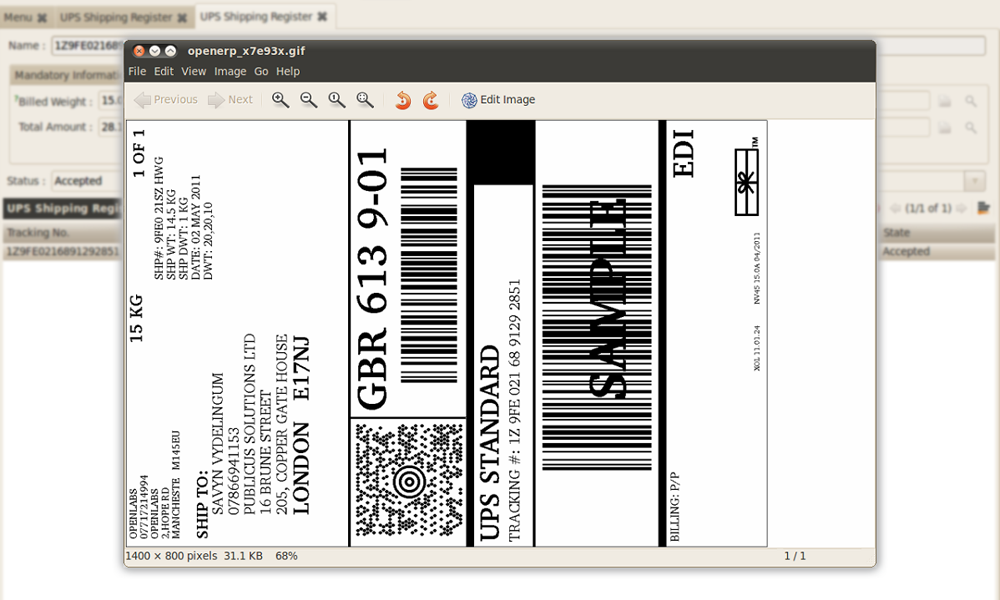 Menu
UPS Shipping Register
UPS Shipping Register
Name :
1Z9FE02168
Mandatory Informati
? Billed Weight :
15.0
Total Amount :
28.1
Status :
Accepted
UPS Shipping Regi
(1/1 of 1)
Tracking No.
State
1Z9FE0216891292851
Accepted
openerp_x7e93x.gif
File Edit View Image Go Help
Previous Next Edit Image
OPENLABS
07717214994
OPENLABS
2,HOPE RD
MANCHESTE M145EU
15 KG
1 OF 1
SHP#: 9FE0 21SZ HWG
SHP WT: 14.5 KG
SHP DWT: 1 KG
DATE: 02 MAY 2011
DWT: 20,20,10
SHIP TO:
SAVYN VYDELINGUM
07866941153
PUBLICUS SOLUTIONS LTD
16 BRUNE STREET
205, COPPER GATE HOUSE
LONDON E17NJ
GBR 613 9-01
UPS STANDARD
TRACKING #: 1Z 9FE 021 68 9129 2851
SAMPLE
BILLING: P/P
EDI
XOL 11.01.24 NV45 15.0A 04/2011
TM
1400 × 800 pixels 31.1 KB 68%
1 / 1